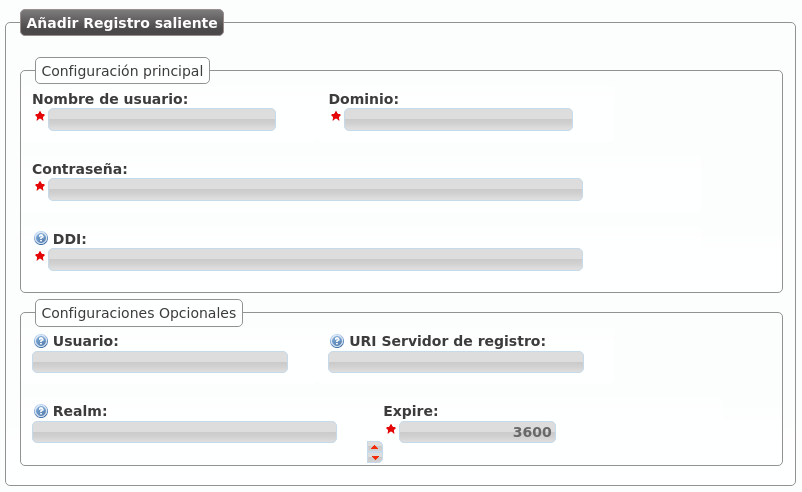 Añadir Registro saliente
Configuración principal
Nombre de usuario: Dominio:
Contraseña:
DDI:
Configuraciones Opcionales
Usuario: URI Servidor de registro:
Realm: Expire:
3600